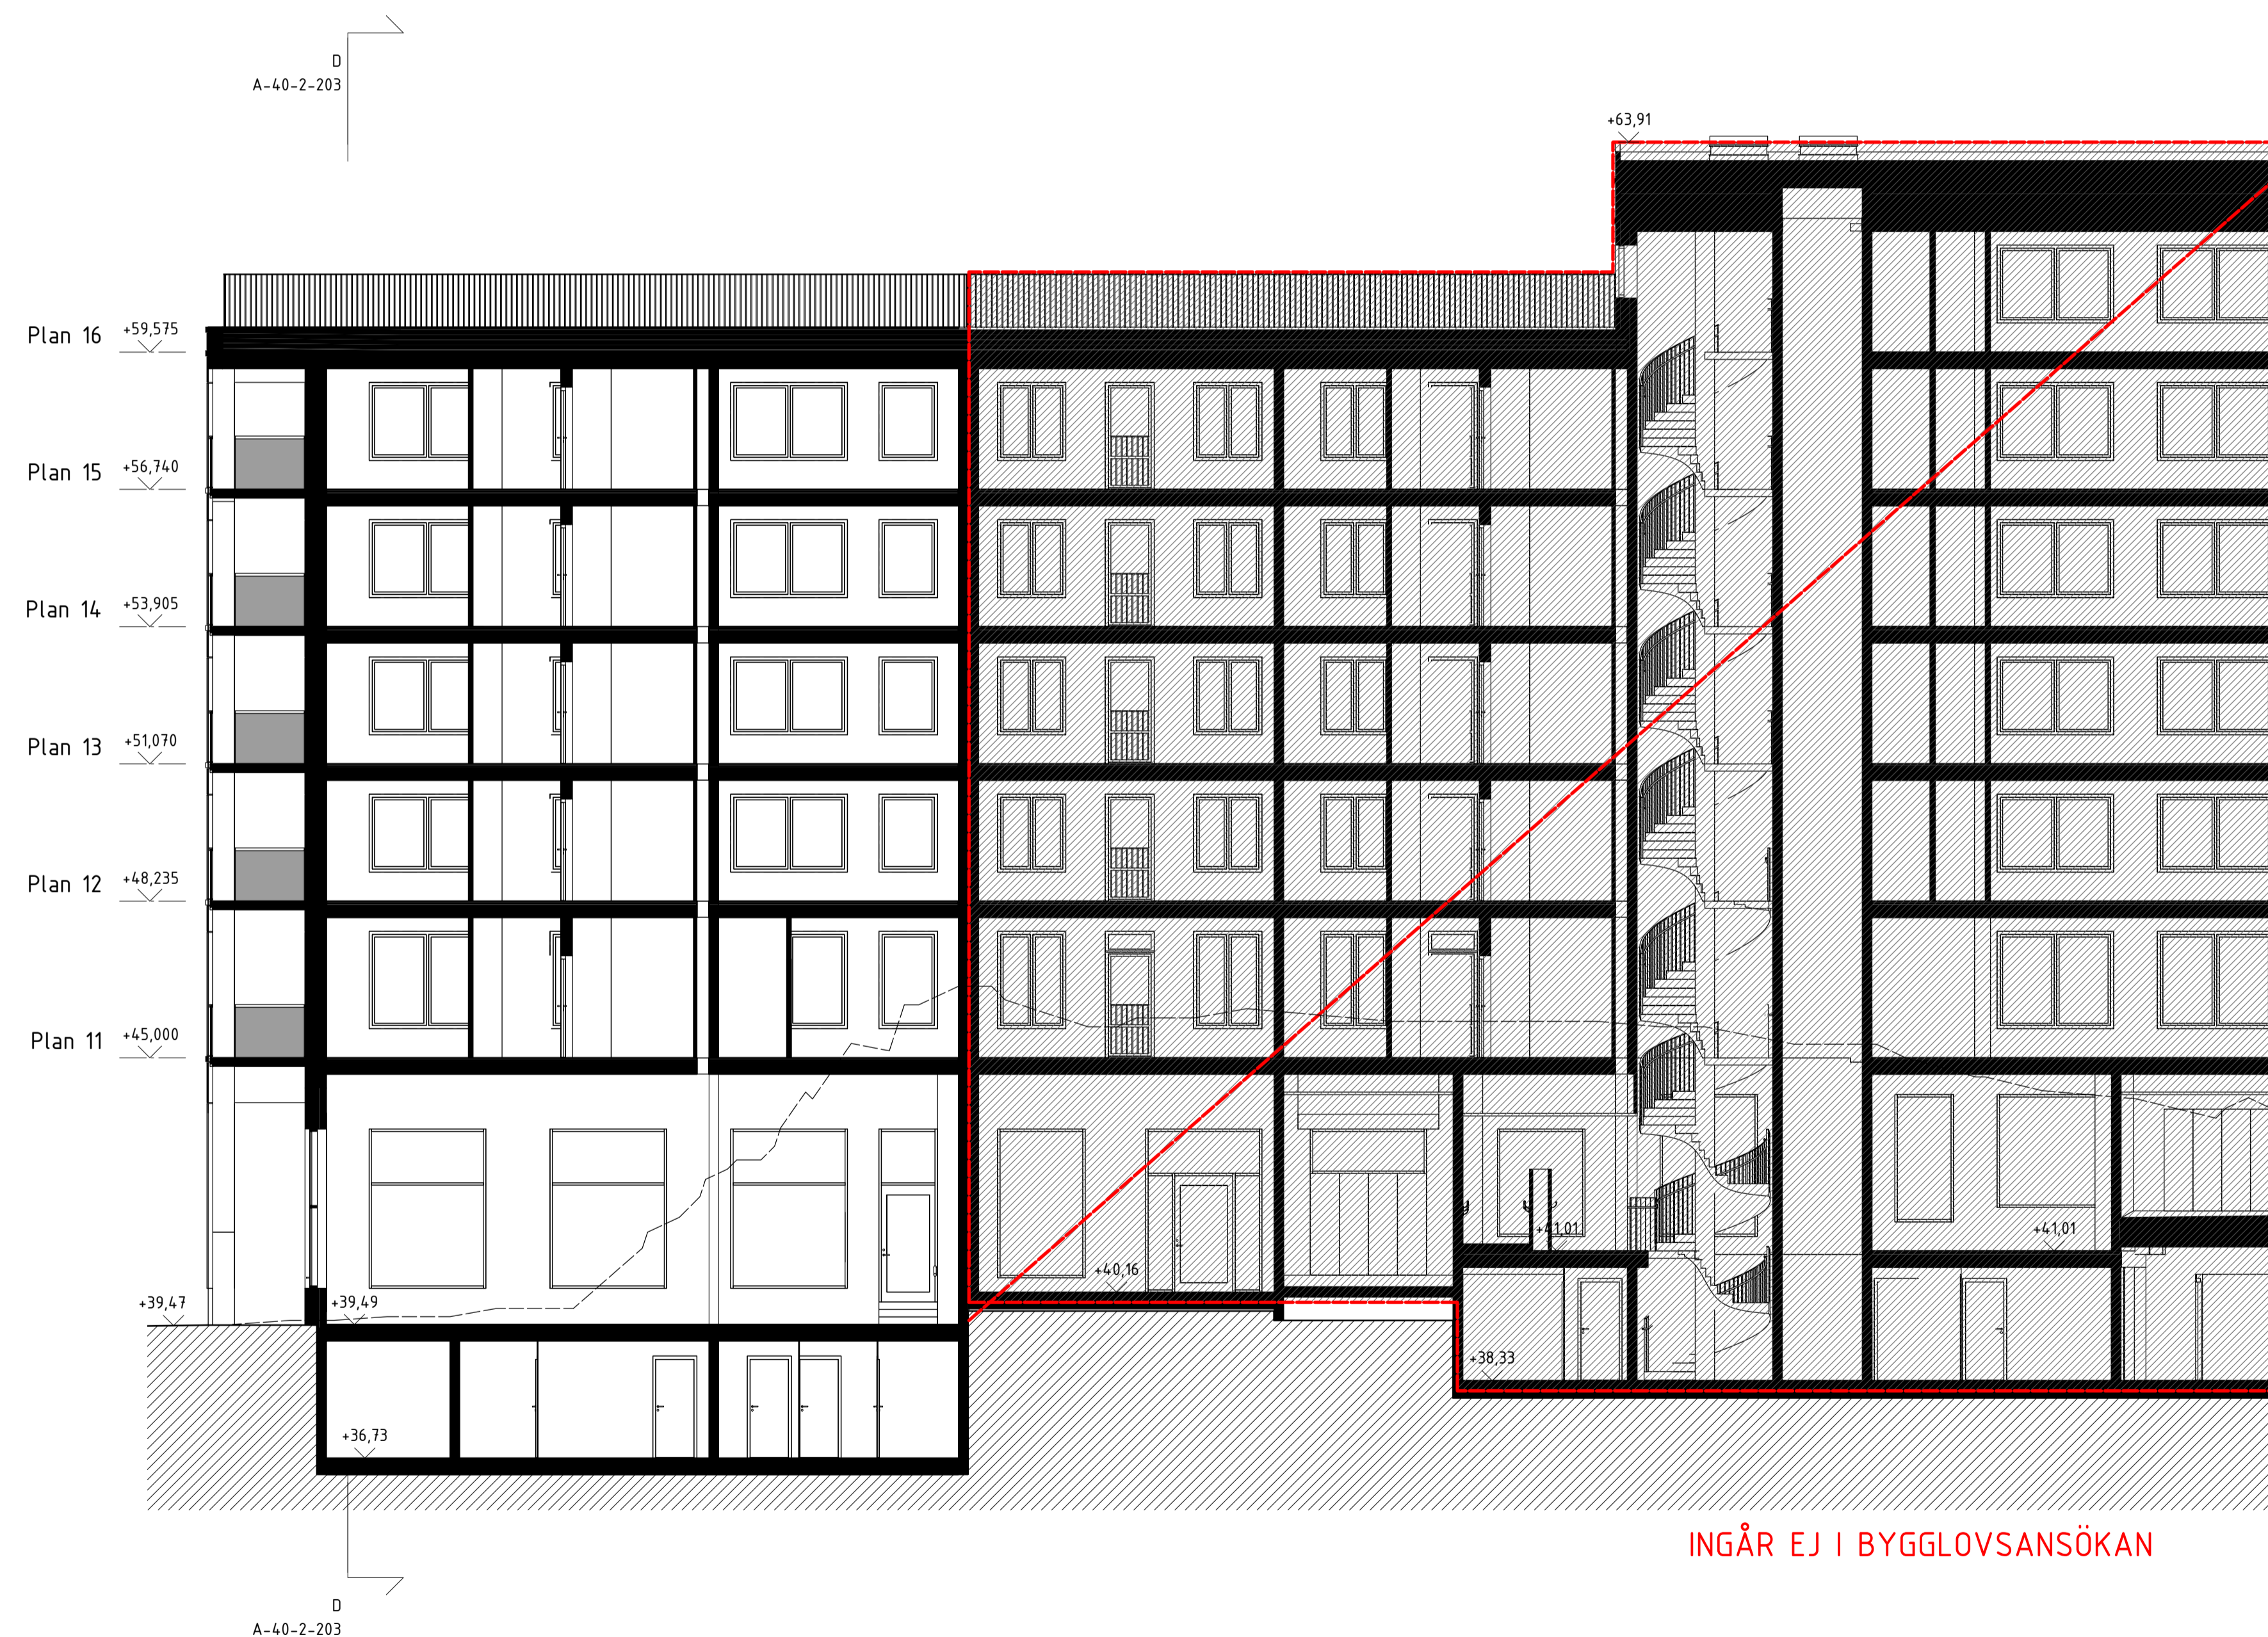 D
A-40-2-203
+63,91
Plan 16 +59,575
Plan 15 +56,740
Plan 14 +53,905
Plan 13 +51,070
Plan 12 +48,235
Plan 11 +45,000
+41,01
+41,01
+40,16
+39,47
+39,49
+38,33
+36,73
INGÅR EJ I BYGGLOVSANSÖKAN
D
A-40-2-203